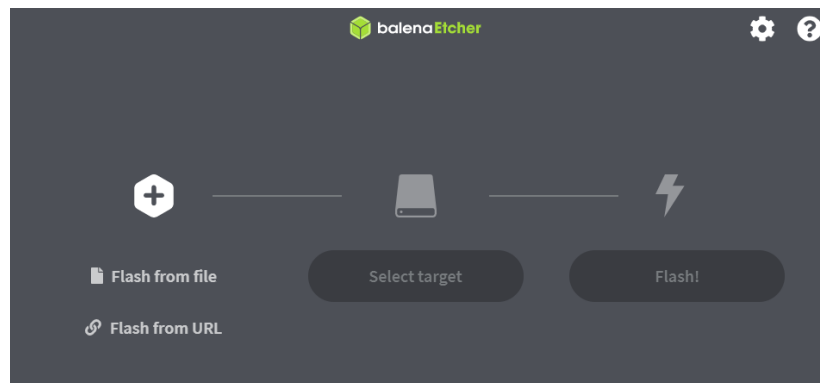 balenaEtcher
Flash from file
Select target
Flash!
Flash from URL